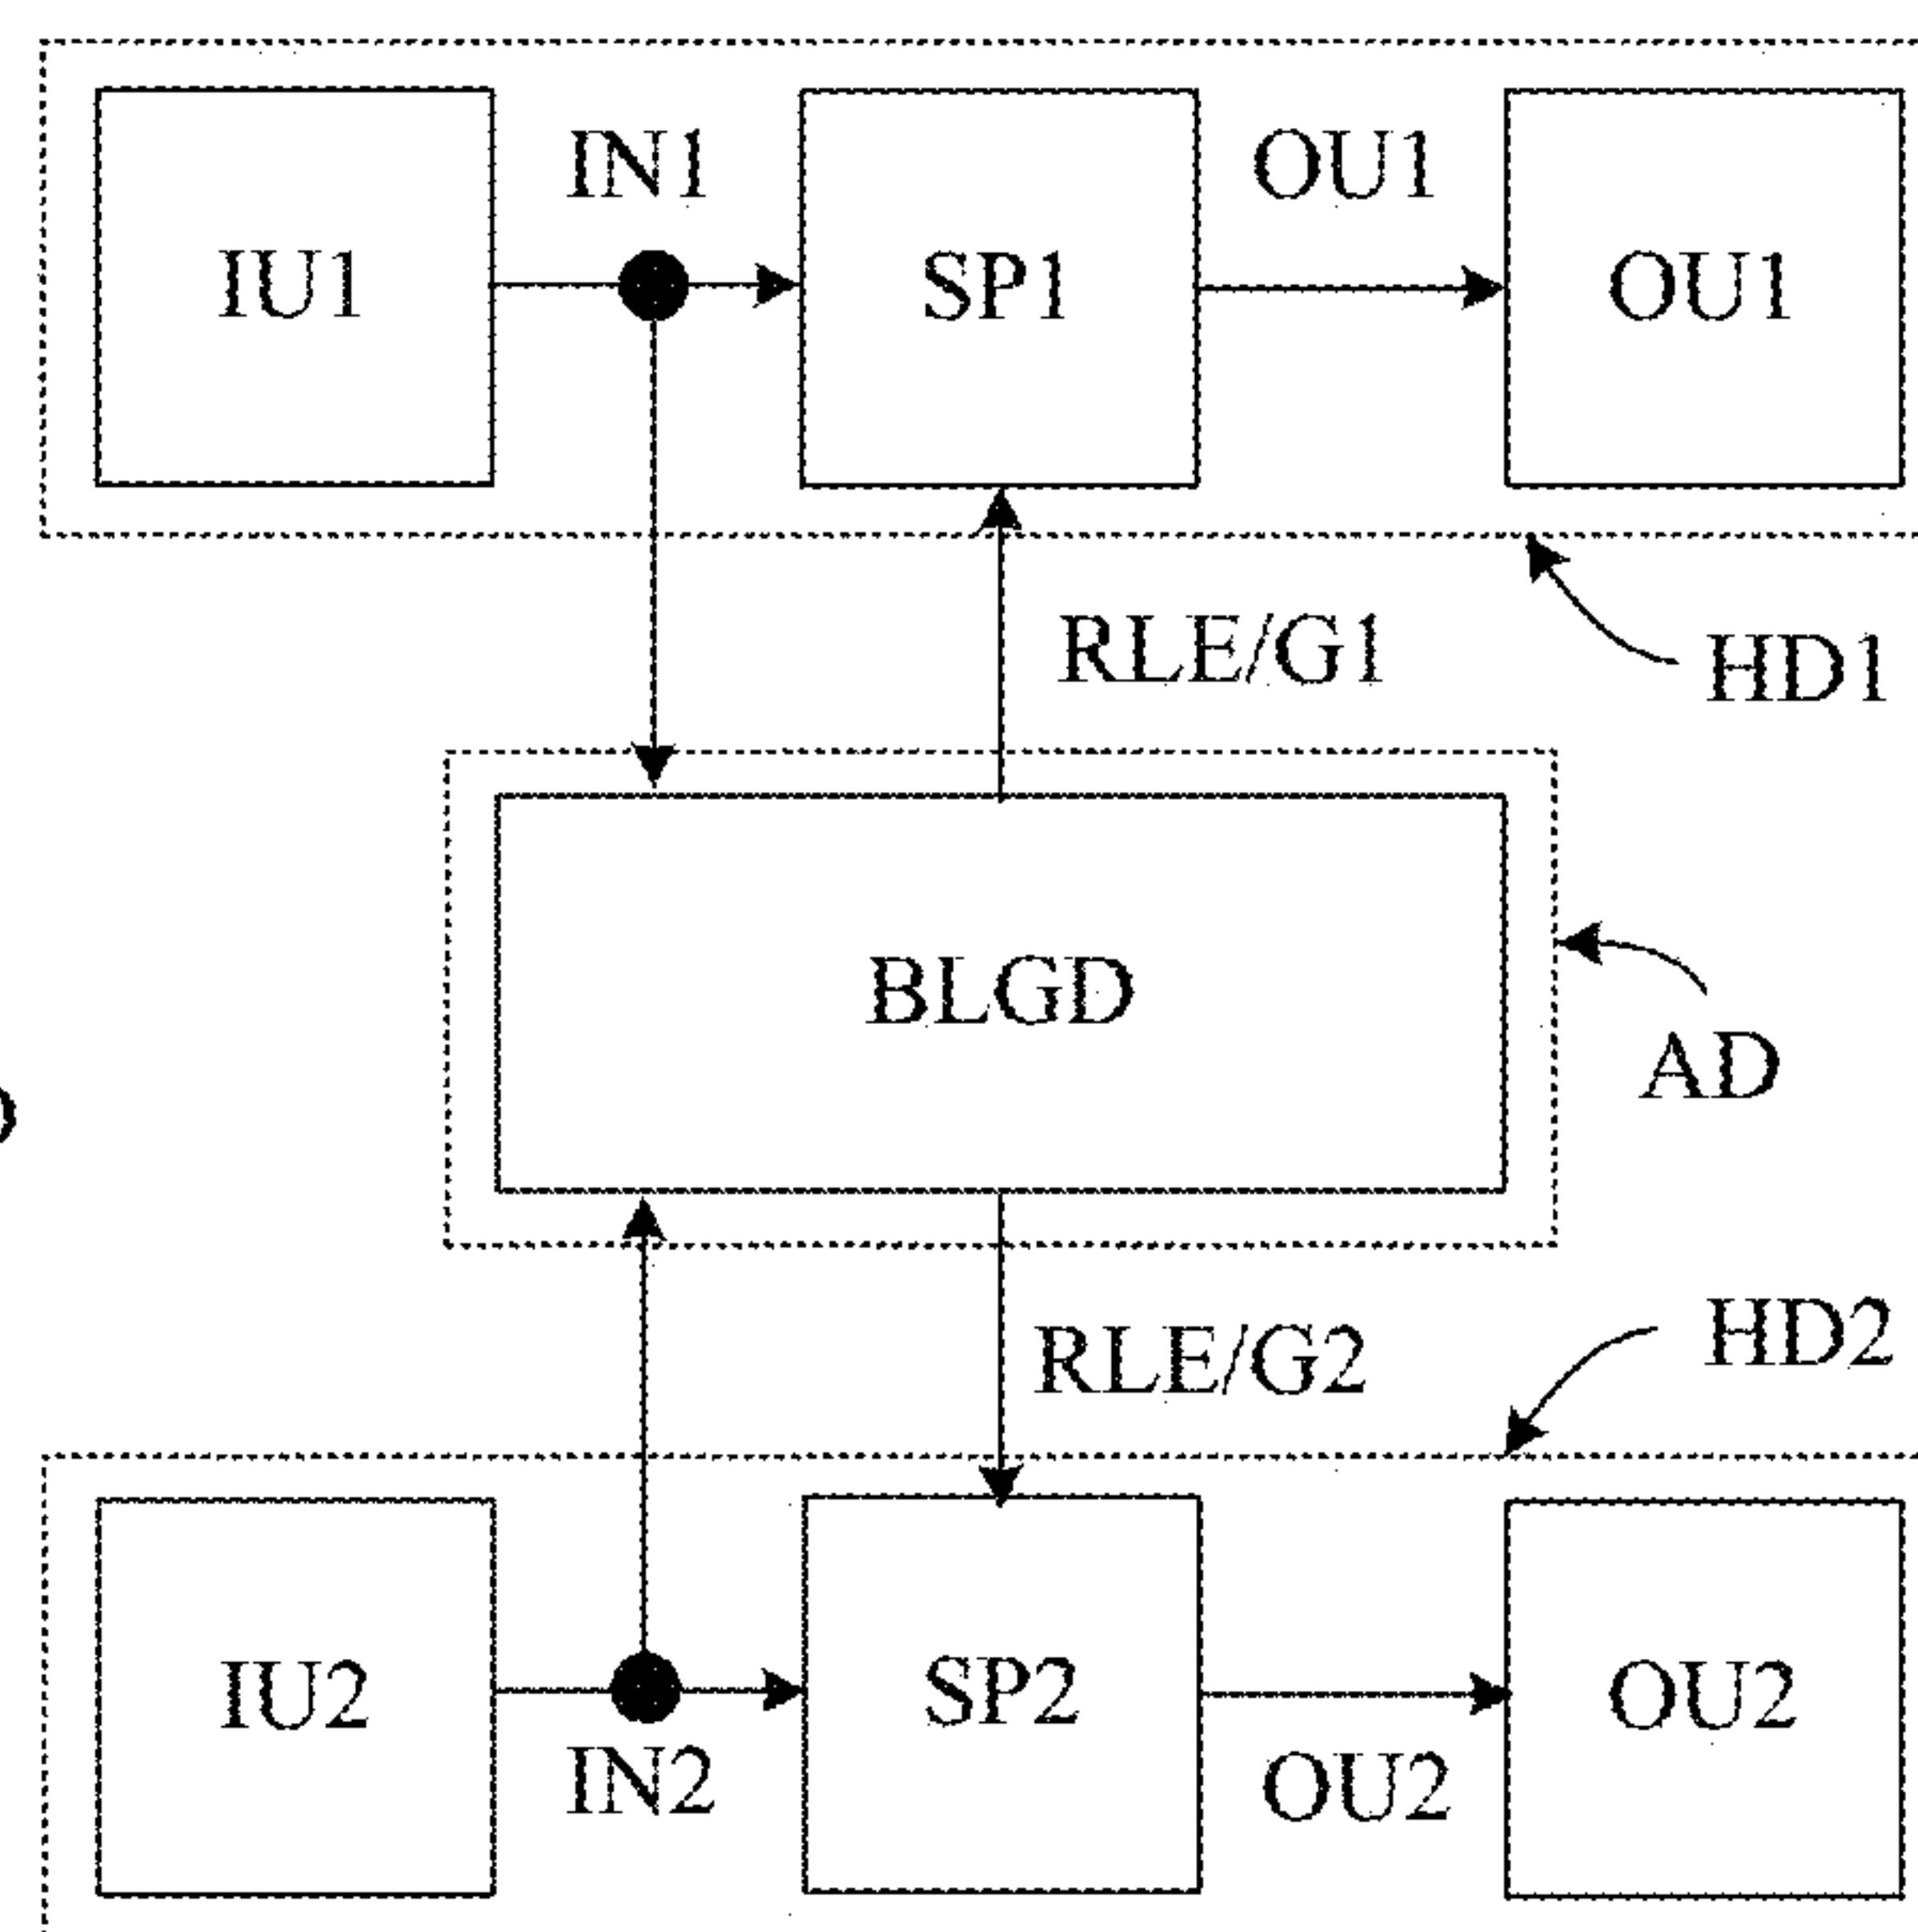 IN1
OU1
IU1
SP1
OU1
RLE/G1
HD1
BLGD
AD
HD2
RLE/G2
IU2
SP2
OU2
IN2
OU2